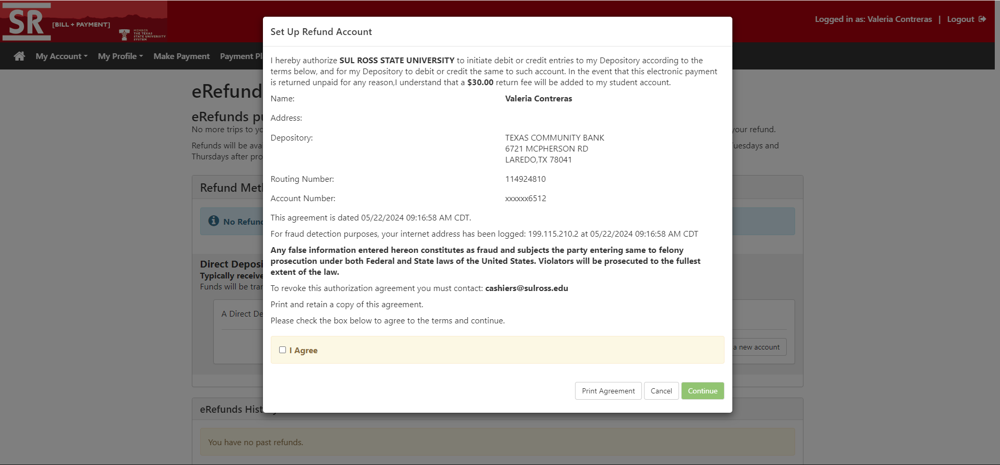 SR
[BILL + PAYMENT]
MEMBER
THE TEXAS
STATE UNIVERSITY
SYSTEM
Logged in as: Valeria Contreras | Logout
My Account My Profile Make Payment Payment Pl
Set Up Refund Account
I hereby authorize SUL ROSS STATE UNIVERSITY to initiate debit or credit entries to my Depository according to the
terms below, and for my Depository to debit or credit the same to such account. In the event that this electronic payment
is returned unpaid for any reason,I understand that a $30.00 return fee will be added to my student account.
Name: Valeria Contreras
Address:
Depository: TEXAS COMMUNITY BANK
6721 MCPHERSON RD
LAREDO,TX 78041
Routing Number: 114924810
Account Number: xxxxxx6512
This agreement is dated 05/22/2024 09:16:58 AM CDT.
For fraud detection purposes, your internet address has been logged: 199.115.210.2 at 05/22/2024 09:16:58 AM CDT
Any false information entered hereon constitutes as fraud and subjects the party entering same to felony
prosecution under both Federal and State laws of the United States. Violators will be prosecuted to the fullest
extent of the law.
To revoke this authorization agreement you must contact: cashiers@sulross.edu
Print and retain a copy of this agreement.
Please check the box below to agree to the terms and continue.
I Agree
Print Agreement Cancel Continue
eRefund
eRefunds pu
No more trips to yo your refund.
Refunds will be ava Tuesdays and
Thursdays after pro
Refund Met
No Refund
Direct Deposi
Typically receive
Funds will be tran
A Direct De
a new account
eRefunds Hist
You have no past refunds.